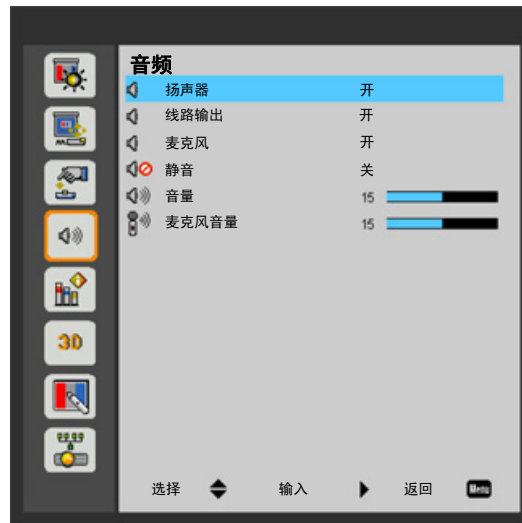 音频
扬声器 开
线路输出 开
麦克风 开
静音 关
音量 15
麦克风音量 15
3D
选择 输入 返回 Menu